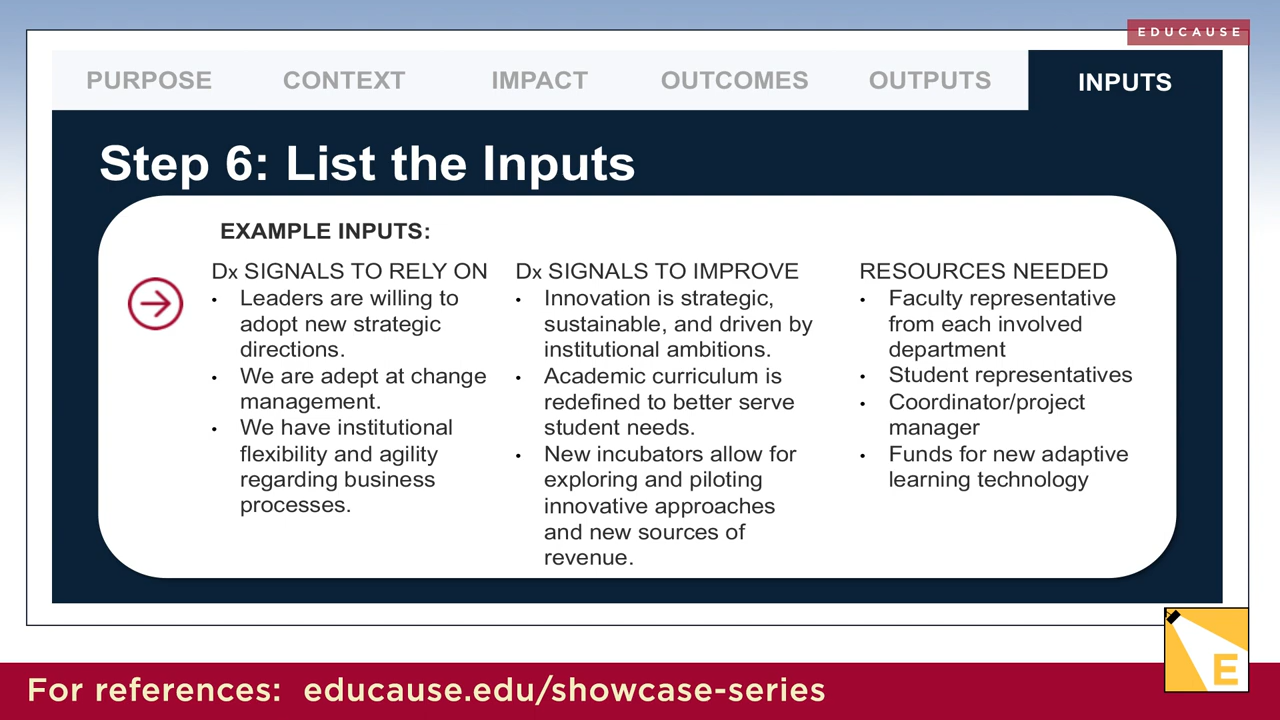 EDUCAUSE
PURPOSE CONTEXT IMPACT OUTCOMES OUTPUTS INPUTS
Step 6: List the Inputs
EXAMPLE INPUTS:
Dx SIGNALS TO RELY ON
• Leaders are willing to
adopt new strategic
directions.
• We are adept at change
management.
• We have institutional
flexibility and agility
regarding business
processes.
Dx SIGNALS TO IMPROVE
• Innovation is strategic,
sustainable, and driven by
institutional ambitions.
• Academic curriculum is
redefined to better serve
student needs.
• New incubators allow for
exploring and piloting
innovative approaches
and new sources of
revenue.
RESOURCES NEEDED
• Faculty representative
from each involved
department
• Student representatives
• Coordinator/project
manager
• Funds for new adaptive
learning technology
E
For references: educause.edu/showcase-series